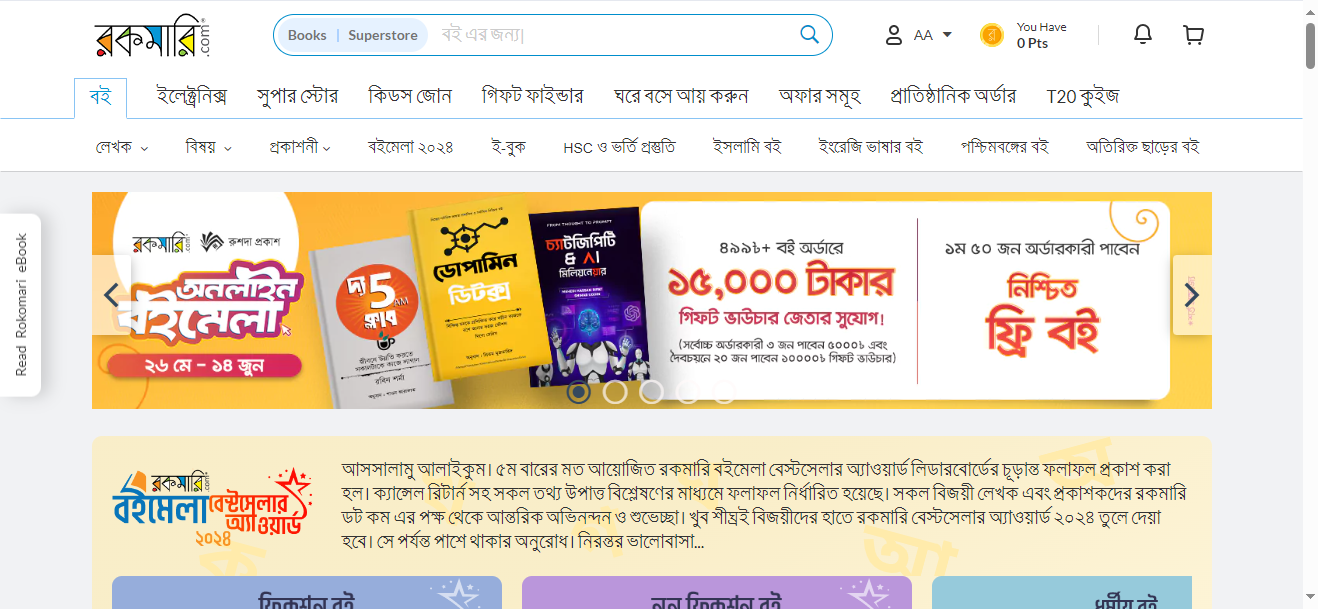 রকমারি.com
Books | Superstore বই এর জন্য|
AA
You Have
0 Pts
বই ইলেক্ট্রনিক্স সুপার স্টোর কিডস জোন গিফট ফাইন্ডার ঘরে বসে আয় করুন অফার সমূহ প্রাতিষ্ঠানিক অর্ডার T20 কুইজ
লেখক বিষয় প্রকাশনী বইমেলা ২০২৪ ই-বুক HSC ও ভর্তি প্রস্তুতি ইসলামি বই ইংরেজি ভাষার বই পশ্চিমবঙ্গের বই অতিরিক্ত ছাড়ের বই
Read Rokomari eBook
রকমারি.com রুশদা প্রকাশ
অনলাইন
বইমেলা
২৬ মে – ১৪ জুন
দ্য 5 AM
ক্লাব
জীবনে উন্নতি করতে
রবিন শর্মা
ডোপামিন
ডিটক্স
FROM THOUGHT TO PROMPT
চ্যাটজিপিটি
& AI
মিলিয়নেয়ার
৪৯৯৳+ বই অর্ডারে
১৫,০০০ টাকার
গিফট ভাউচার জেতার সুযোগ!
(সর্বোচ্চ অর্ডারকারী ৩ জন পাবেন ৫০০০৳ এবং
দৈবচয়নে ২০ জন পাবেন ১০০০০৳ গিফট ভাউচার)
১ম ৫০ জন অর্ডারকারী পাবেন
নিশ্চিত
ফ্রি বই
রকমারি.com
বইমেলা বেস্টসেলার
অ্যাওয়ার্ড
২০২৪
আসসালামু আলাইকুম। ৫ম বারের মত আয়োজিত রকমারি বইমেলা বেস্টসেলার অ্যাওয়ার্ড লিডারবোর্ডের চূড়ান্ত ফলাফল প্রকাশ করা
হল। ক্যান্সেল রিটার্ন সহ সকল তথ্য উপাত্ত বিশ্লেষণের মাধ্যমে ফলাফল নির্ধারিত হয়েছে। সকল বিজয়ী লেখক এবং প্রকাশকদের রকমারি
ডট কম এর পক্ষ থেকে আন্তরিক অভিনন্দন ও শুভেচ্ছা। খুব শীঘ্রই বিজয়ীদের হাতে রকমারি বেস্টসেলার অ্যাওয়ার্ড ২০২৪ তুলে দেয়া
হবে। সে পর্যন্ত পাশে থাকার অনুরোধ। নিরন্তর ভালোবাসা...
ফিকশন বই নন ফিকশন বই ধর্মীয় বই